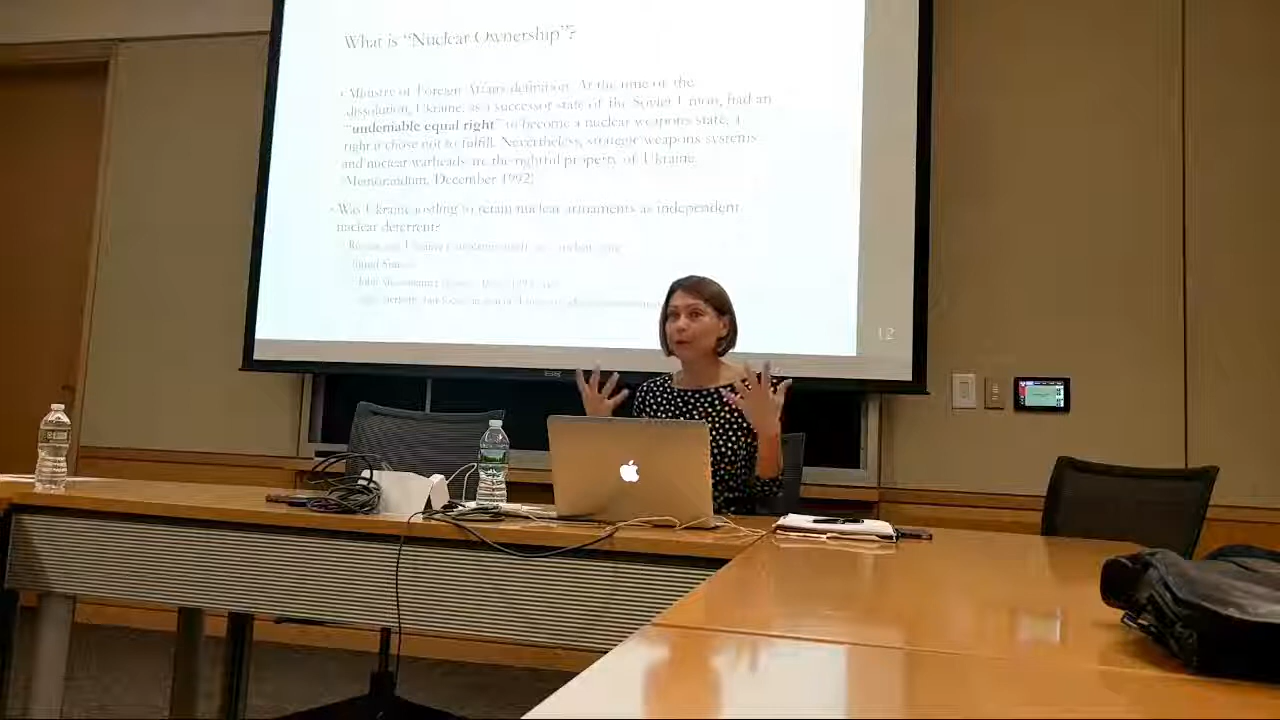 What is “Nuclear Ownership”?
• Ministry of Foreign Affairs definition: At the time of the
dissolution, Ukraine, as a successor state of the Soviet Union, had an
“undeniable equal right” to become a nuclear weapons state, a
right it chose not to fulfill. Nevertheless, strategic weapons systems
and nuclear warheads are the rightful property of Ukraine.
(Memorandum, December 1992)
• Was Ukraine jostling to retain nuclear armaments as independent
nuclear deterrent?
United States
12